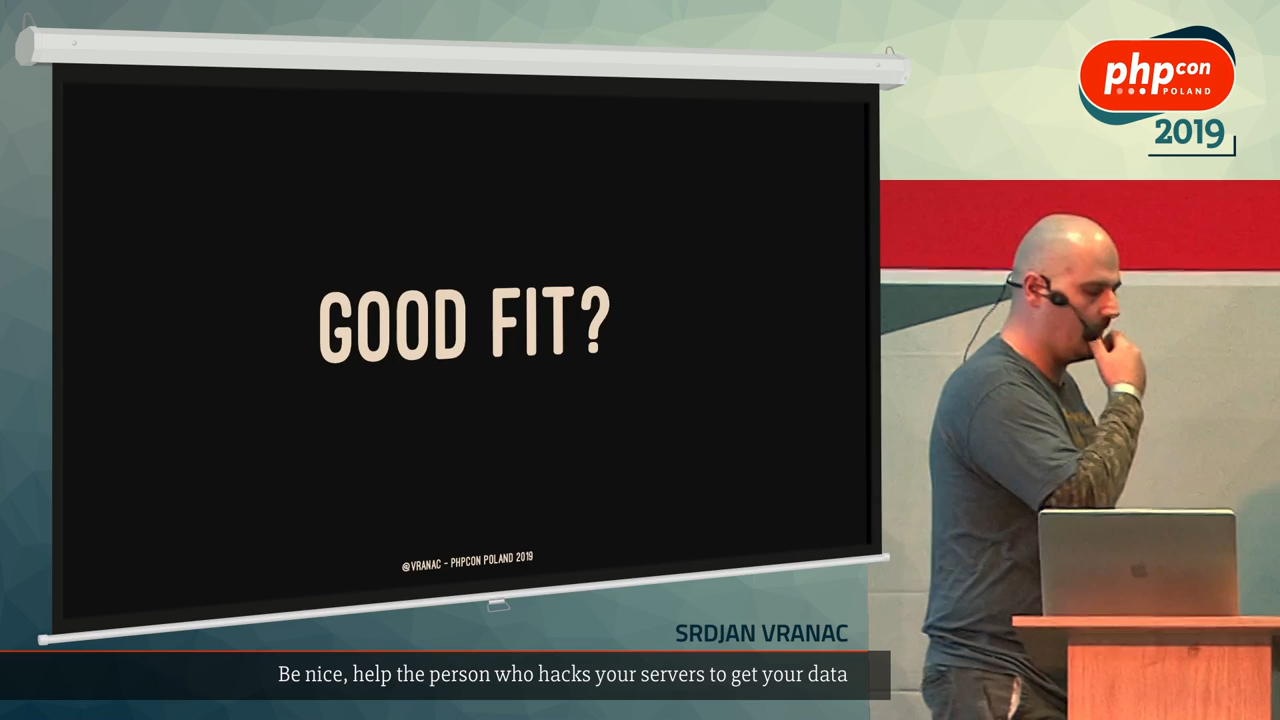 GOOD FIT?
@VRANAC - PHPCON POLAND 2019
php con
POLAND
2019
SRDJAN VRANAC
Be nice, help the person who hacks your servers to get your data